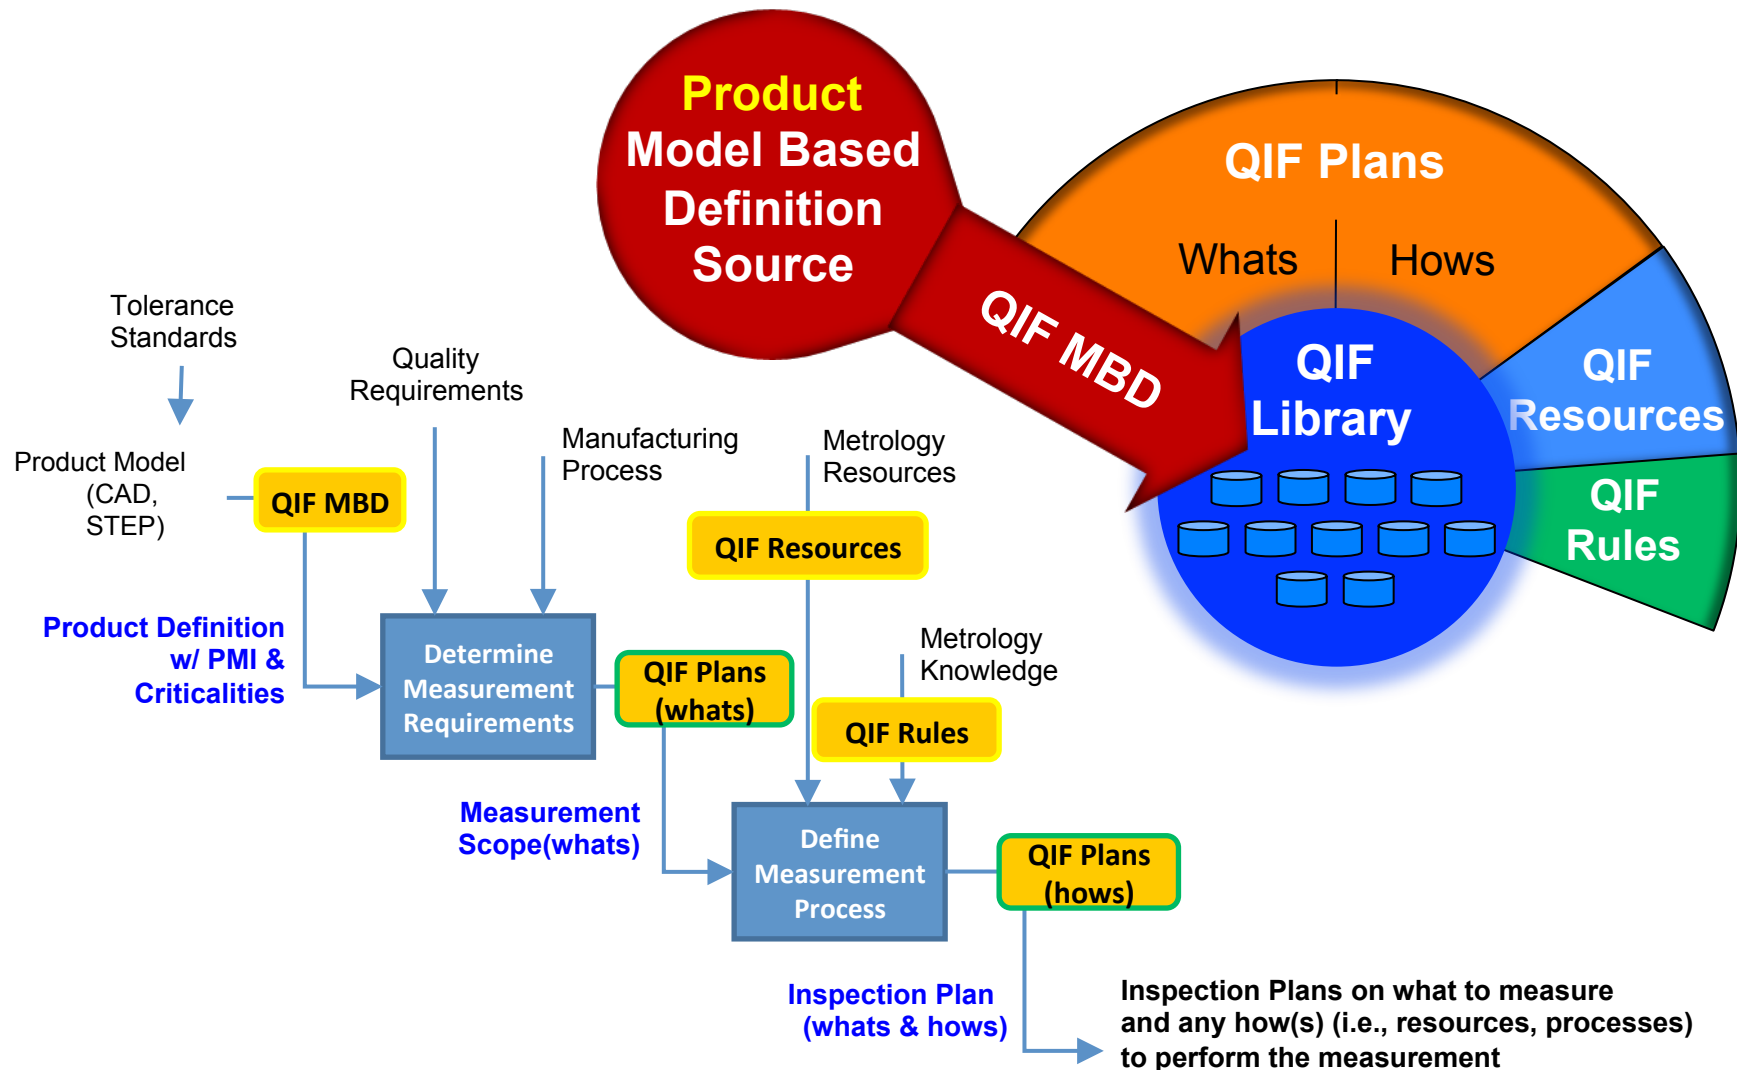 Product
Model Based
Definition
Source
QIF MBD
QIF Plans
Whats
Hows
QIF
Library
QIF
Resources
QIF
Rules
Tolerance
Standards
Quality
Requirements
Manufacturing
Process
Metrology
Resources
Product Model
(CAD,
STEP)
QIF MBD
QIF Resources
Product Definition
w/ PMI &
Criticalities
Determine
Measurement
Requirements
QIF Plans
(whats)
Metrology
Knowledge
QIF Rules
Measurement
Scope(whats)
Define
Measurement
Process
QIF Plans
(hows)
Inspection Plan
(whats & hows)
Inspection Plans on what to measure
and any how(s) (i.e., resources, processes)
to perform the measurement